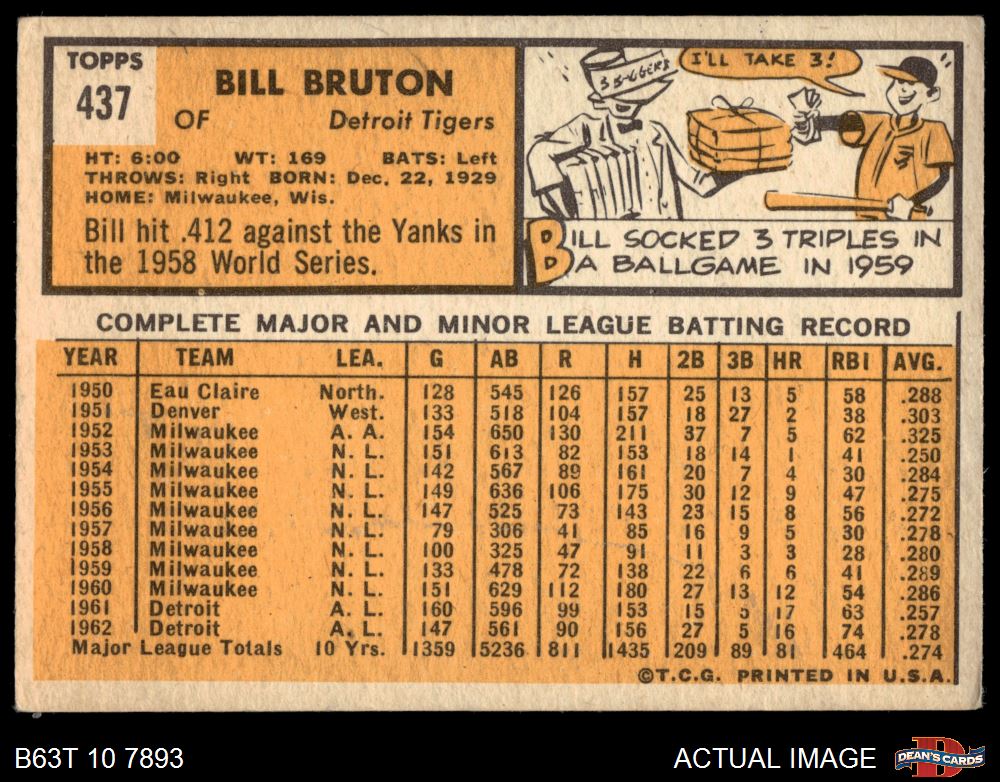 TOPPS
437
BILL BRUTON
OF Detroit Tigers
HT: 6:00 WT: 169 BATS: Left
THROWS: Right BORN: Dec. 22, 1929
HOME: Milwaukee, Wis.
Bill hit .412 against the Yanks in
the 1958 World Series.
I'LL TAKE 3!
BILL SOCKED 3 TRIPLES IN
A BALLGAME IN 1959
COMPLETE MAJOR AND MINOR LEAGUE BATTING RECORD
YEAR TEAM LEA. G AB R H 2B 3B HR RBI AVG.
1950 Eau Claire North. 128 545 126 157 25 13 5 58 .288
1951 Denver West. 133 518 104 157 18 27 2 38 .303
1952 Milwaukee A. A. 154 650 130 211 37 7 5 62 .325
1953 Milwaukee N. L. 151 613 82 153 18 14 1 41 .250
1954 Milwaukee N. L. 142 567 89 161 20 7 4 30 .284
1955 Milwaukee N. L. 149 636 106 175 30 12 9 47 .275
1956 Milwaukee N. L. 147 525 73 143 23 15 8 56 .272
1957 Milwaukee N. L. 79 306 41 85 16 9 5 30 .278
1958 Milwaukee N. L. 100 325 47 91 11 3 3 28 .280
1959 Milwaukee N. L. 133 478 72 138 22 6 6 41 .289
1960 Milwaukee N. L. 151 629 112 180 27 13 12 54 .286
1961 Detroit A. L. 160 596 99 153 15 5 17 63 .257
1962 Detroit A. L. 147 561 90 156 27 5 16 74 .278
Major League Totals 10 Yrs. 1359 5236 811 1435 209 89 81 464 .274
©T.C.G. PRINTED IN U.S.A.
B63T 10 7893 ACTUAL IMAGE
D
DEAN'S CARDS